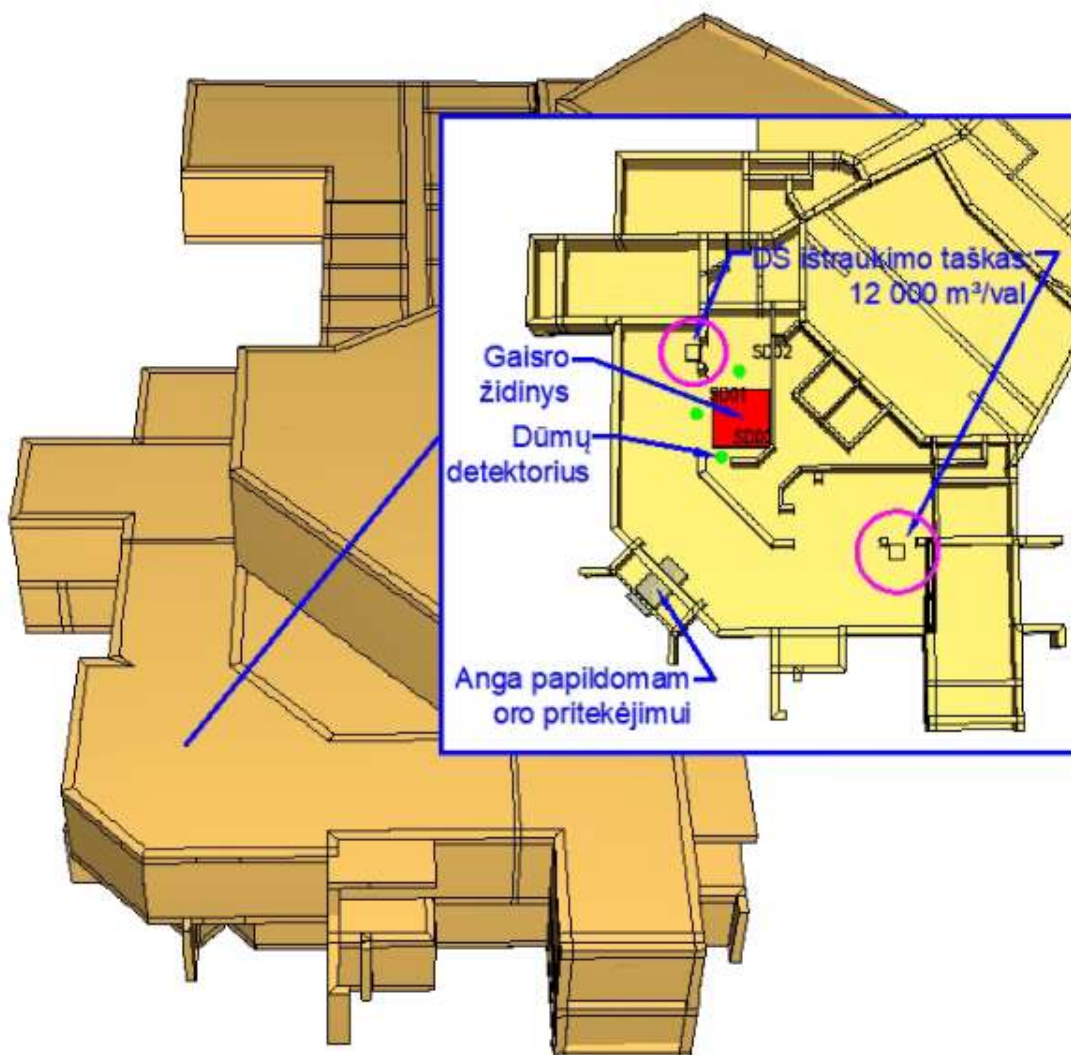 DS ištraukimo taškas:
12 000 m³/val
SD02
Gaisro
židinys
SD01
SD03
Dūmų
detektorius
Anga papildomam
oro pritekėjimui